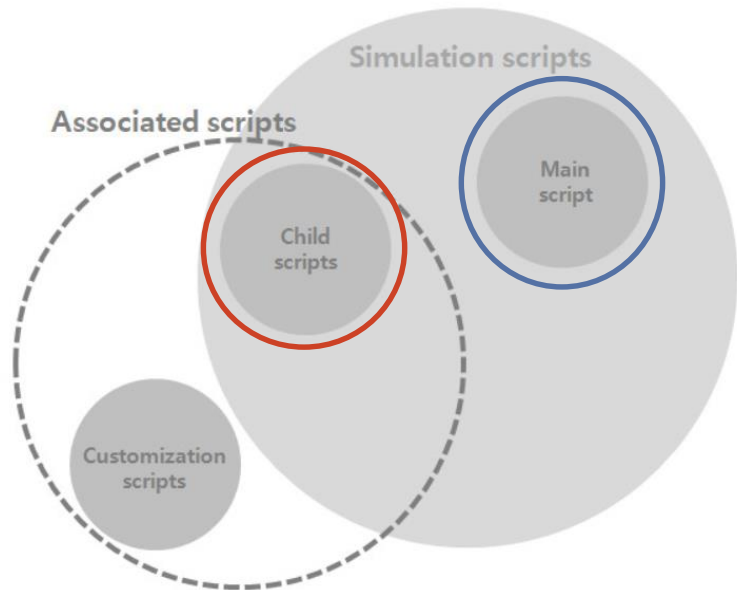 Simulation scripts
Associated scripts
Main
script
Child
scripts
Customization
scripts